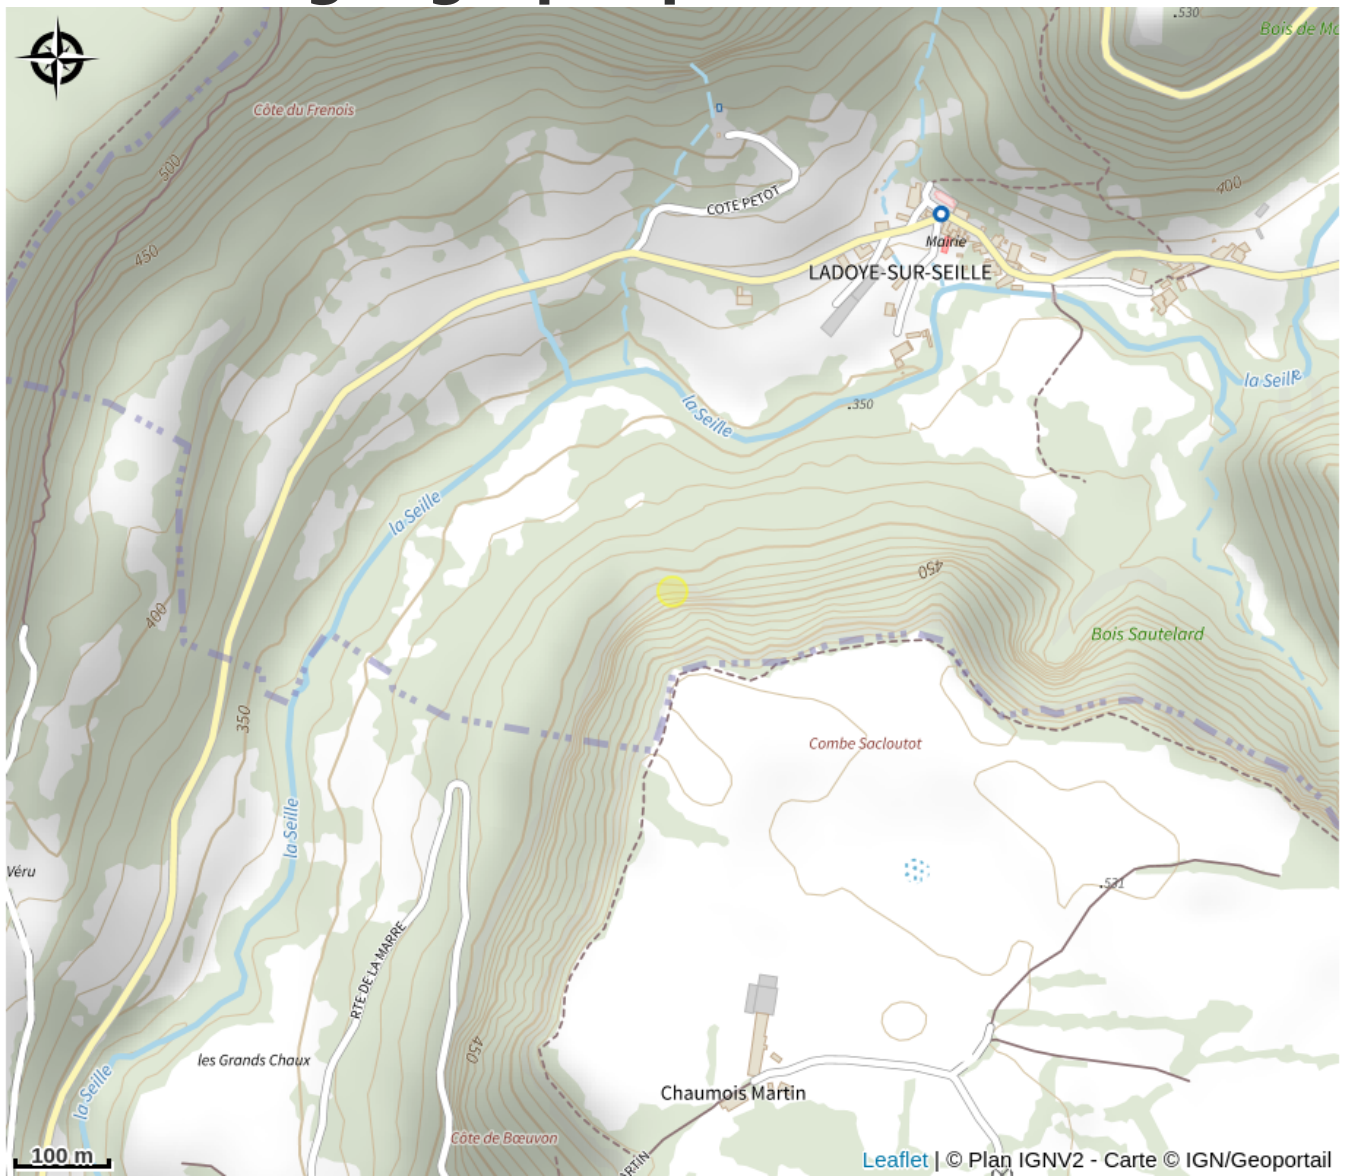 .530
Bois de Mo
Côte du Frenois
500
COTE PETOT
400
450
Mairie
LADOYE-SUR-SEILLE
la Seille
la Seille
.350
la Seille
450
400
Bois Sautelard
350
Combe Sacloutot
la Seille
Véru
.531
RTE DE LA MARRE
450
les Grands Chaux
la Seille
Chaumois Martin
Côte de Bœuvon
ARTIN
100 m
Leaflet | © Plan IGNV2 - Carte © IGN/Geoportail